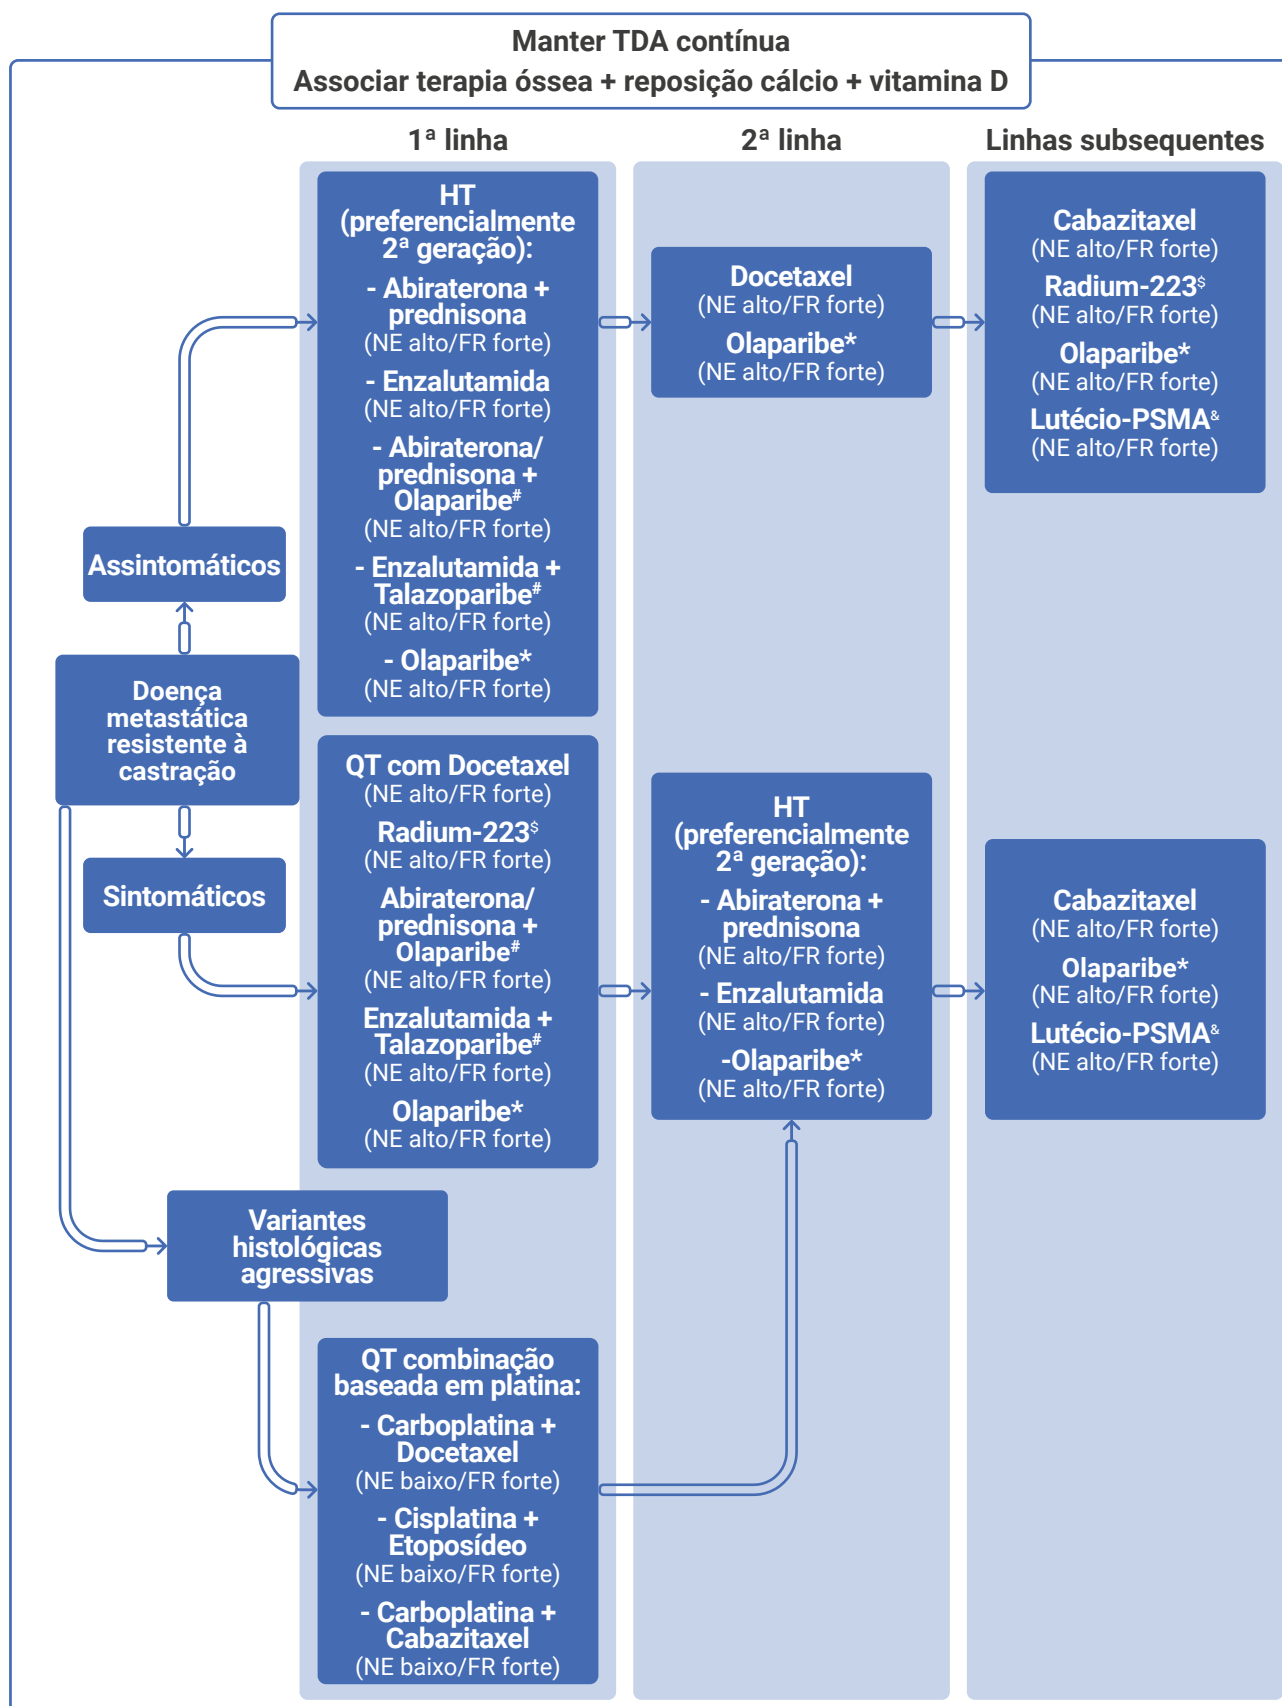 Manter TDA contínua
Associar terapia óssea + reposição cálcio + vitamina D
1ª linha
2ª linha
Linhas subsequentes
HT
(preferencialmente
2ª geração):
- Abiraterona +
prednisona
(NE alto/FR forte)
- Enzalutamida
(NE alto/FR forte)
- Abiraterona/
prednisona +
Olaparibe#
(NE alto/FR forte)
- Enzalutamida +
Talazoparibe#
(NE alto/FR forte)
- Olaparibe*
(NE alto/FR forte)
Docetaxel
(NE alto/FR forte)
Olaparibe*
(NE alto/FR forte)
Cabazitaxel
(NE alto/FR forte)
Radium-223$
(NE alto/FR forte)
Olaparibe*
(NE alto/FR forte)
Lutécio-PSMA&
(NE alto/FR forte)
Assintomáticos
Doença
metastática
resistente à
castração
Sintomáticos
QT com Docetaxel
(NE alto/FR forte)
Radium-223$
(NE alto/FR forte)
Abiraterona/
prednisona +
Olaparibe#
(NE alto/FR forte)
Enzalutamida +
Talazoparibe#
(NE alto/FR forte)
Olaparibe*
(NE alto/FR forte)
HT
(preferencialmente
2ª geração):
- Abiraterona +
prednisona
(NE alto/FR forte)
- Enzalutamida
(NE alto/FR forte)
-Olaparibe*
(NE alto/FR forte)
Cabazitaxel
(NE alto/FR forte)
Olaparibe*
(NE alto/FR forte)
Lutécio-PSMA&
(NE alto/FR forte)
Variantes
histológicas
agressivas
QT combinação
baseada em platina:
- Carboplatina +
Docetaxel
(NE baixo/FR forte)
- Cisplatina +
Etoposídeo
(NE baixo/FR forte)
- Carboplatina +
Cabazitaxel
(NE baixo/FR forte)